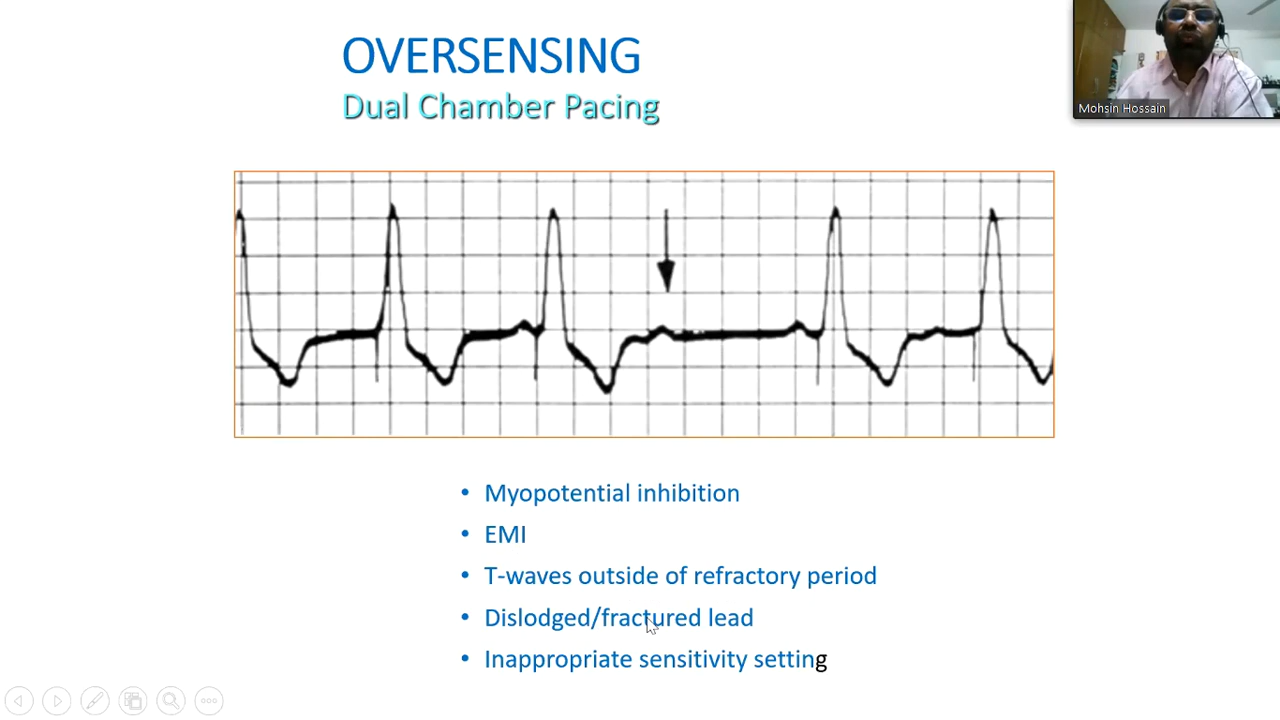 OVERSENSING
Dual Chamber Pacing
Mohsin Hossain
• Myopotential inhibition
• EMI
• T-waves outside of refractory period
• Dislodged/fractured lead
• Inappropriate sensitivity setting